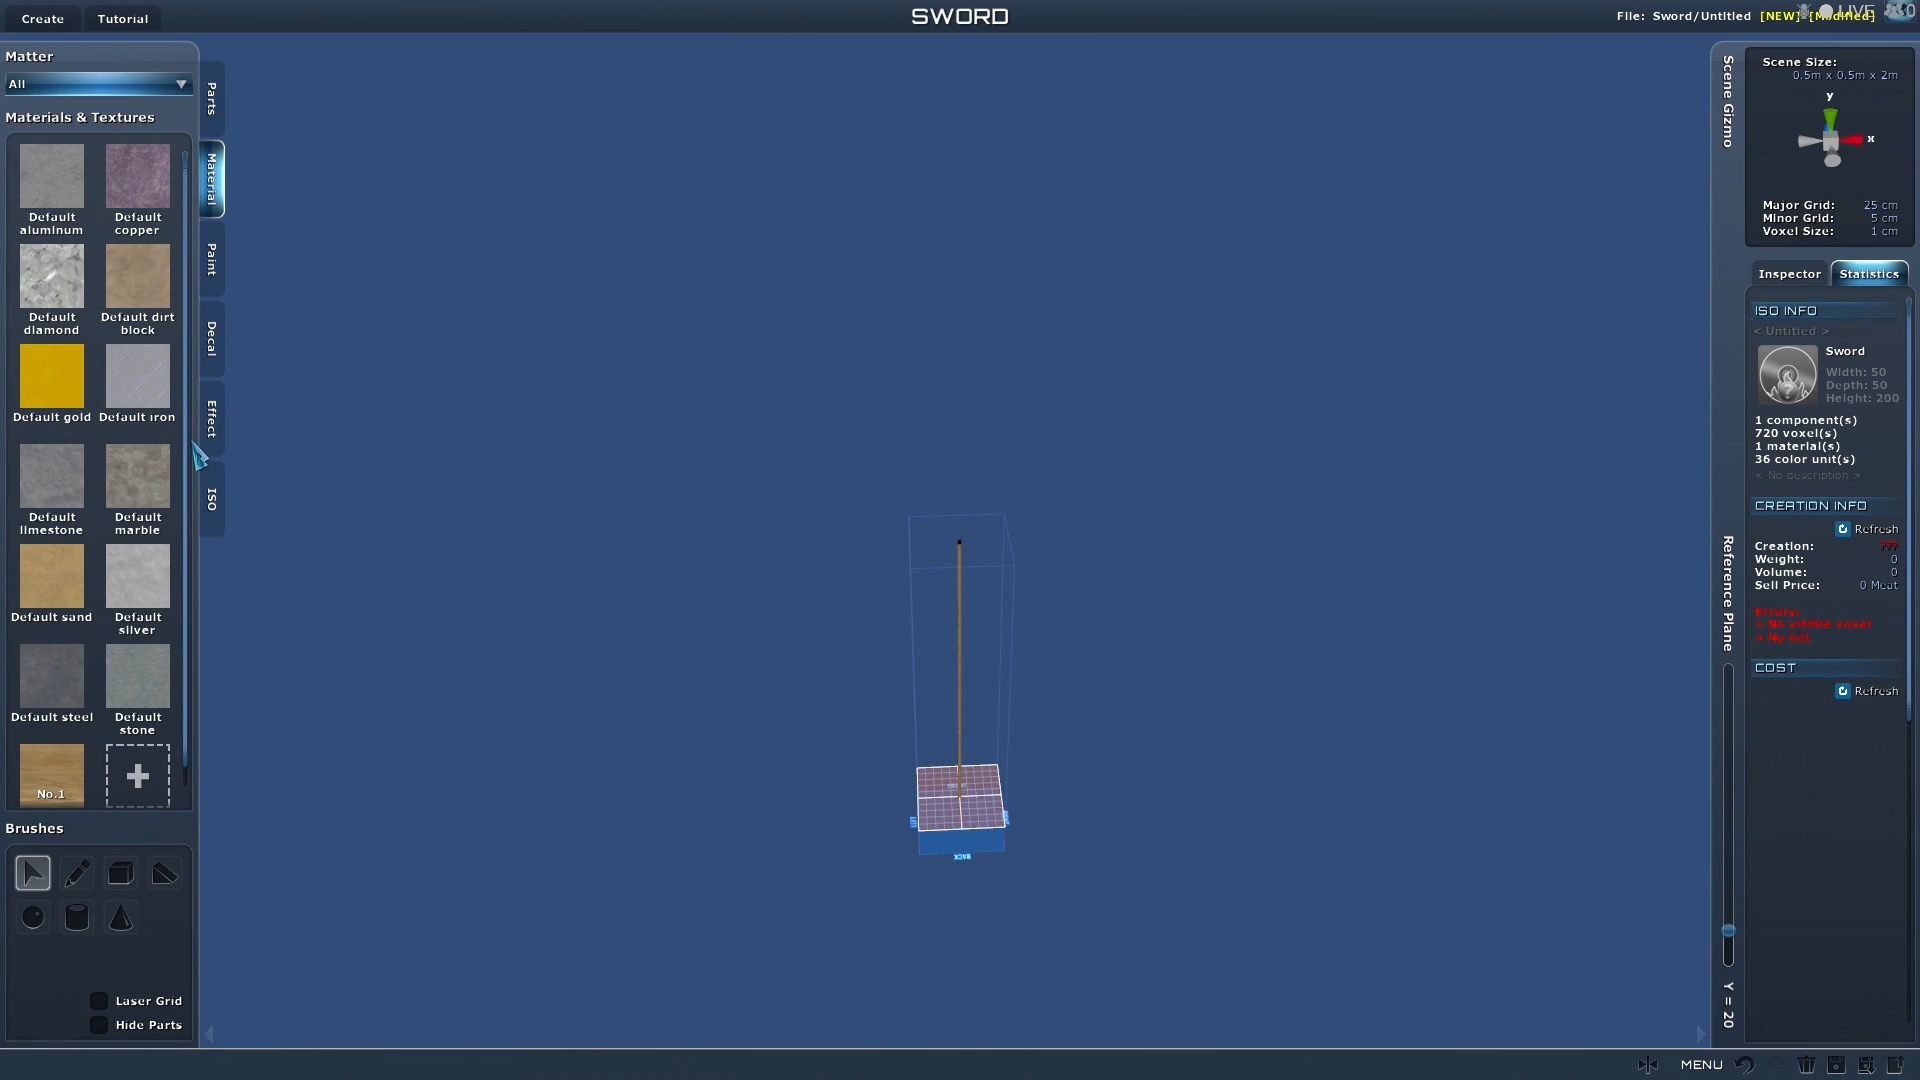 Create
Tutorial
SWORD
File: Sword/Untitled [NEW]
LIVE
0
Matter
All
Materials & Textures
Default aluminum
Default copper
Default diamond
Default dirt block
Default gold
Default iron
Default limestone
Default marble
Default sand
Default silver
Default steel
Default stone
No.1
Parts
Material
Paint
Decal
Effect
ISO
Brushes
Laser Grid
Hide Parts
BACK
Scene Gizmo
Reference Plane
Y = 20
Scene Size:
0.5m x 0.5m x 2m
y
x
Major Grid: 25 cm
Minor Grid: 5 cm
Voxel Size: 1 cm
Inspector
Statistics
ISO INFO
< Untitled >
Sword
Width: 50
Depth: 50
Height: 200
1 component(s)
720 voxel(s)
1 material(s)
36 color unit(s)
< No description >
CREATION INFO
Refresh
Creation: ???
Weight: 0
Volume: 0
Sell Price: 0 Meat
COST
Refresh
MENU